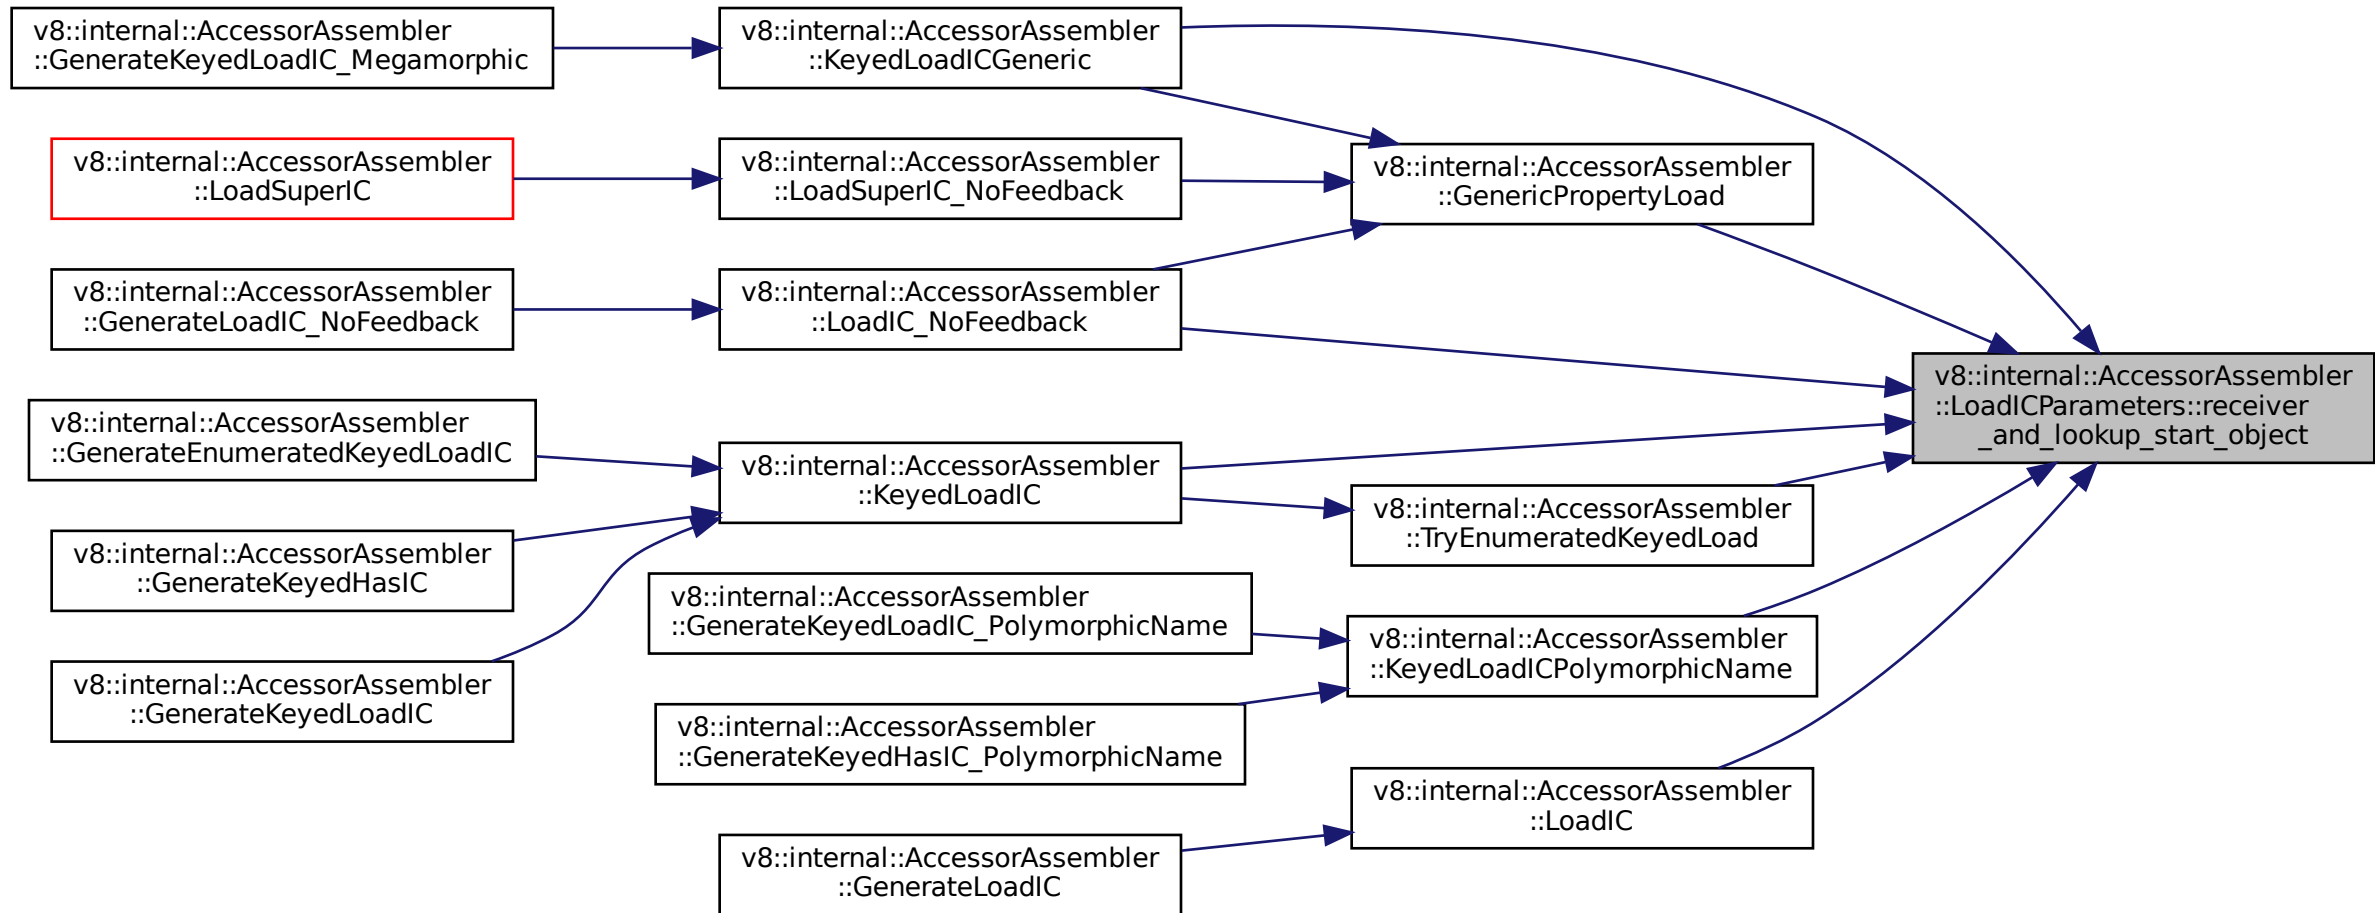 v8::internal::AccessorAssembler
::GenerateKeyedLoadIC_Megamorphic
v8::internal::AccessorAssembler
::KeyedLoadICGeneric
v8::internal::AccessorAssembler
::LoadSuperIC
v8::internal::AccessorAssembler
::LoadSuperIC_NoFeedback
v8::internal::AccessorAssembler
::GenericPropertyLoad
v8::internal::AccessorAssembler
::GenerateLoadIC_NoFeedback
v8::internal::AccessorAssembler
::LoadIC_NoFeedback
v8::internal::AccessorAssembler
::LoadICParameters::receiver
_and_lookup_start_object
v8::internal::AccessorAssembler
::GenerateEnumeratedKeyedLoadIC
v8::internal::AccessorAssembler
::KeyedLoadIC
v8::internal::AccessorAssembler
::TryEnumeratedKeyedLoad
v8::internal::AccessorAssembler
::GenerateKeyedHasIC
v8::internal::AccessorAssembler
::GenerateKeyedLoadIC_PolymorphicName
v8::internal::AccessorAssembler
::KeyedLoadICPolymorphicName
v8::internal::AccessorAssembler
::GenerateKeyedLoadIC
v8::internal::AccessorAssembler
::GenerateKeyedHasIC_PolymorphicName
v8::internal::AccessorAssembler
::LoadIC
v8::internal::AccessorAssembler
::GenerateLoadIC